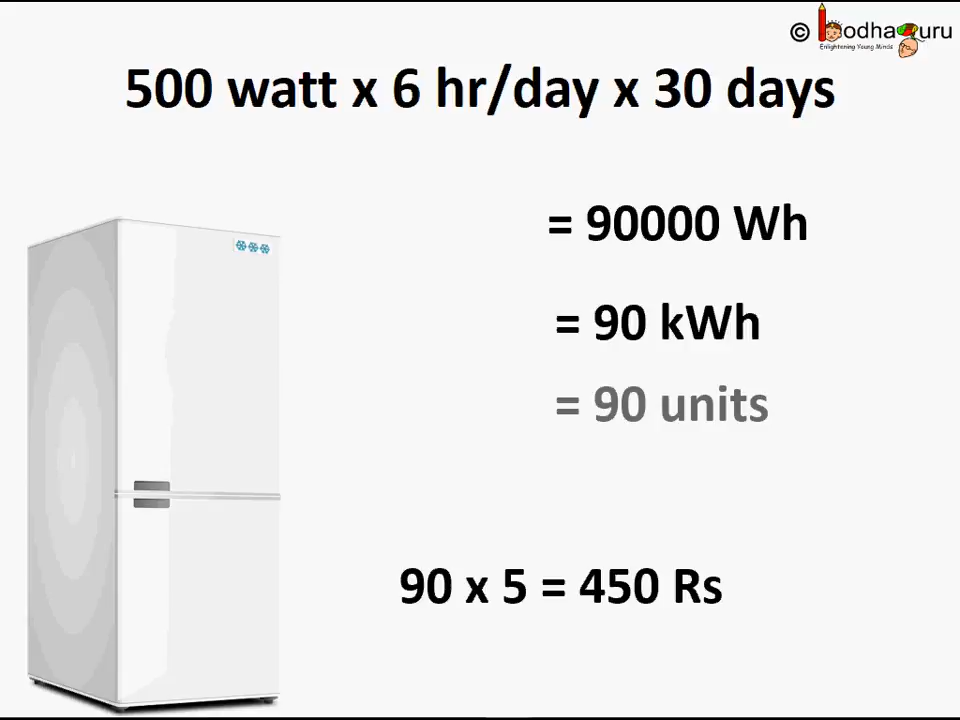 © BodhaGuru
Enlightening Young Minds
500 watt x 6 hr/day x 30 days
= 90000 Wh
= 90 kWh
= 90 units
90 x 5 = 450 Rs